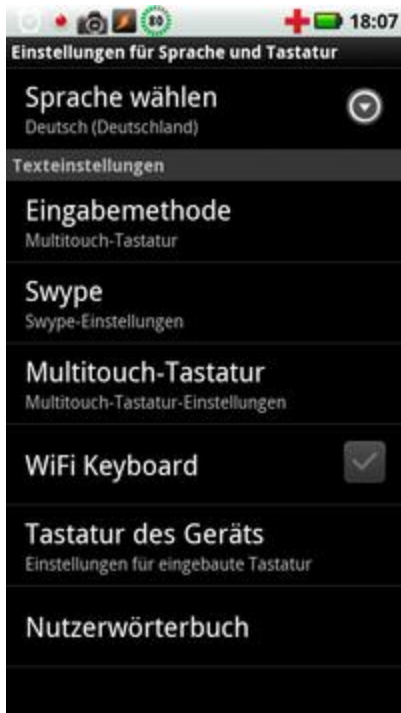 80
18:07
Einstellungen für Sprache und Tastatur
Sprache wählen
Deutsch (Deutschland)
Texteinstellungen
Eingabemethode
Multitouch-Tastatur
Swype
Swype-Einstellungen
Multitouch-Tastatur
Multitouch-Tastatur-Einstellungen
WiFi Keyboard
Tastatur des Geräts
Einstellungen für eingebaute Tastatur
Nutzerwörterbuch